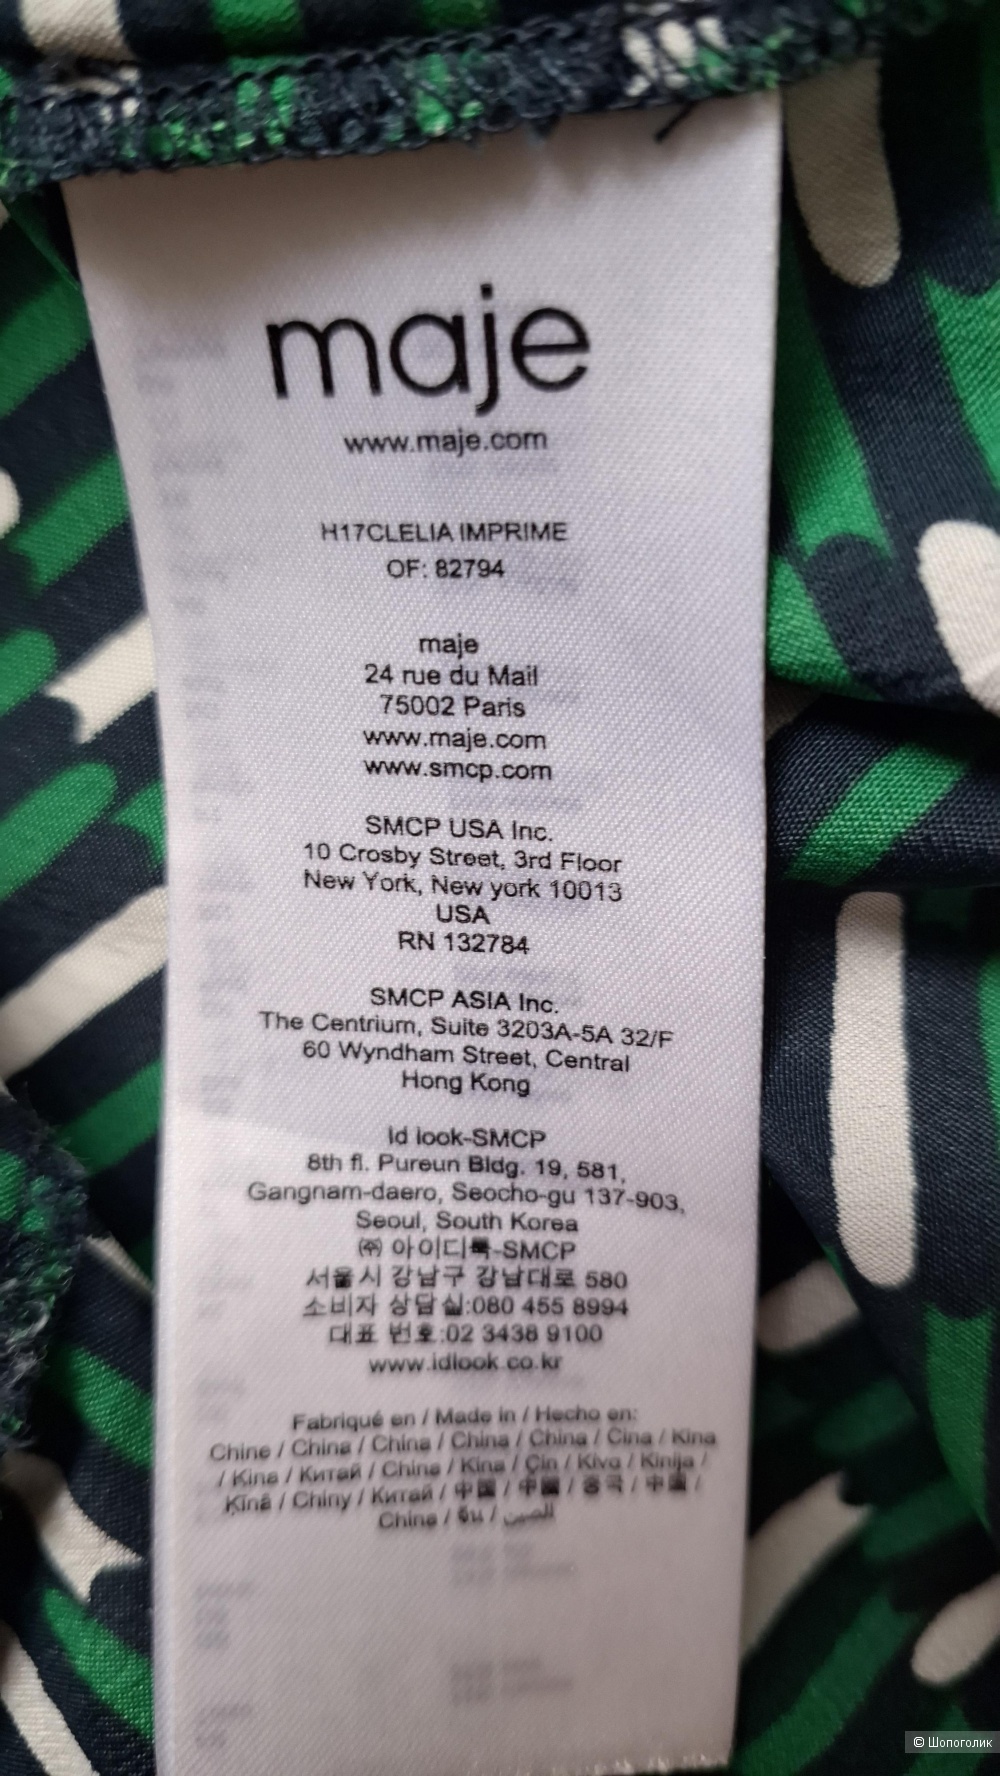 maje
www.maje.com
H17CLELIA IMPRIME
OF: 82794
maje
24 rue du Mail
75002 Paris
www.maje.com
www.smcp.com
SMCP USA Inc.
10 Crosby Street, 3rd Floor
New York, New york 10013
USA
RN 132784
SMCP ASIA Inc.
The Centrium, Suite 3203A-5A 32/F
60 Wyndham Street, Central
Hong Kong
Id look-SMCP
8th fl. Pureun Bldg. 19, 581,
Gangnam-daero, Seocho-gu 137-903,
Seoul, South Korea
㈜ 아이디룩-SMCP
서울시 강남구 강남대로 580
소비자 상담실:080 455 8994
대표 번호:02 3438 9100
www.idlook.co.kr
Fabriqué en / Made in / Hecho en:
Chine / China / China / China / China / Čina / Kina
/ Kina / Китай / China / Kina / Çin / Κίνα / Kinija /
Ķīnā / Chiny / Китай / 中国 / 中國 / 중국 / 中国 /
China / จีน / الصين
© Шопоголик